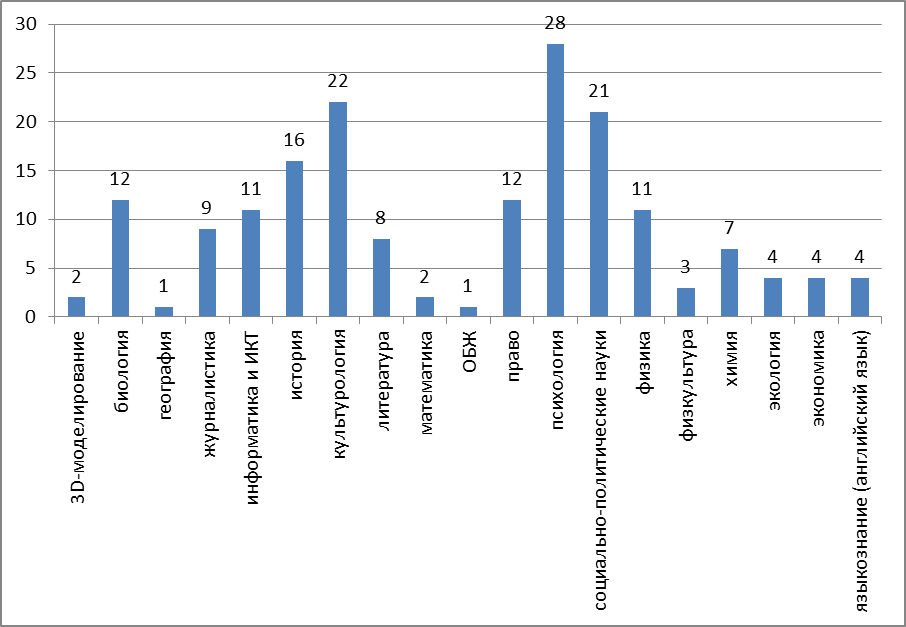 30
25
20
15
10
5
0
2
12
1
9
11
16
22
8
2
1
12
28
21
11
3
7
4
4
4
3D-моделирование
биология
география
журналистика
информатика и ИКТ
история
культурология
литература
математика
ОБЖ
право
психология
социально-политические науки
физика
физкультура
химия
экология
экономика
языкознание (английский язык)